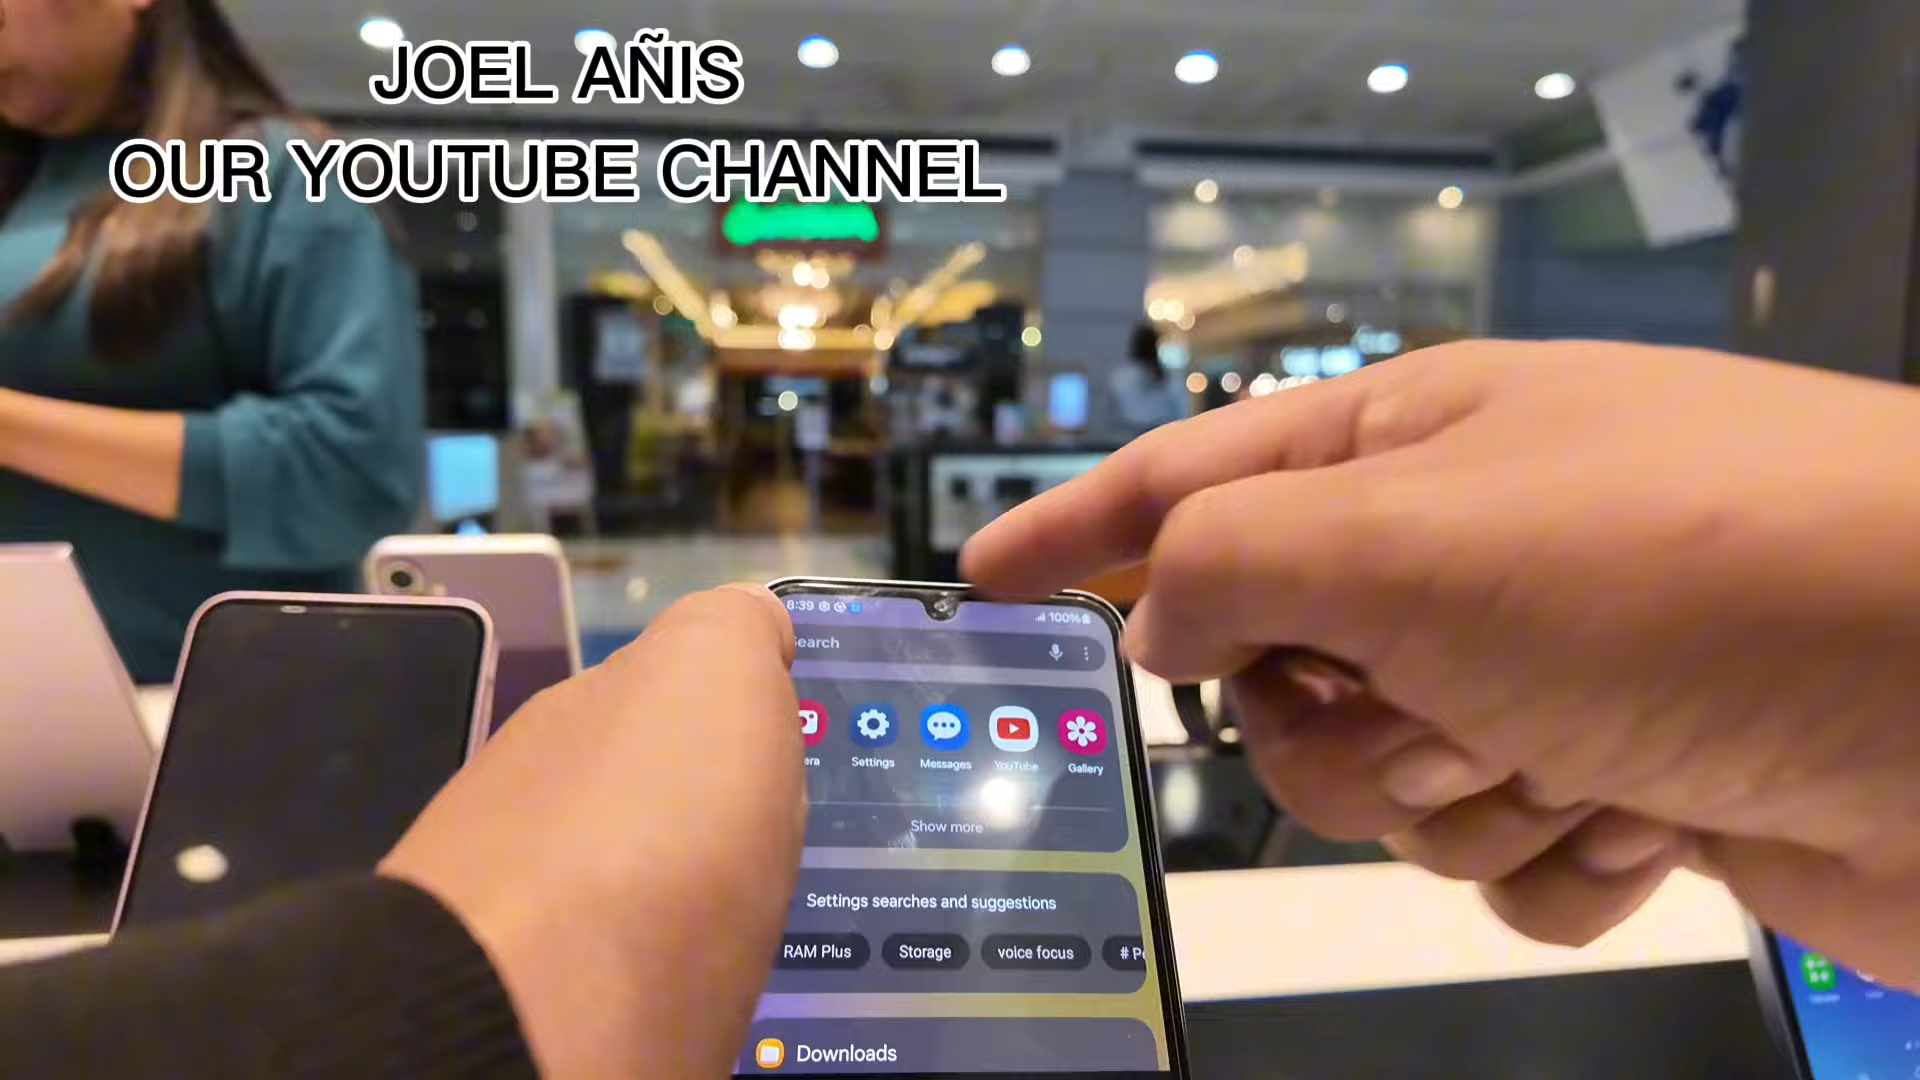 JOEL AÑIS
OUR YOUTUBE CHANNEL
8:39
100%
Search
Settings
Messages
YouTube
Gallery
Show more
Settings searches and suggestions
RAM Plus
Storage
voice focus
Downloads